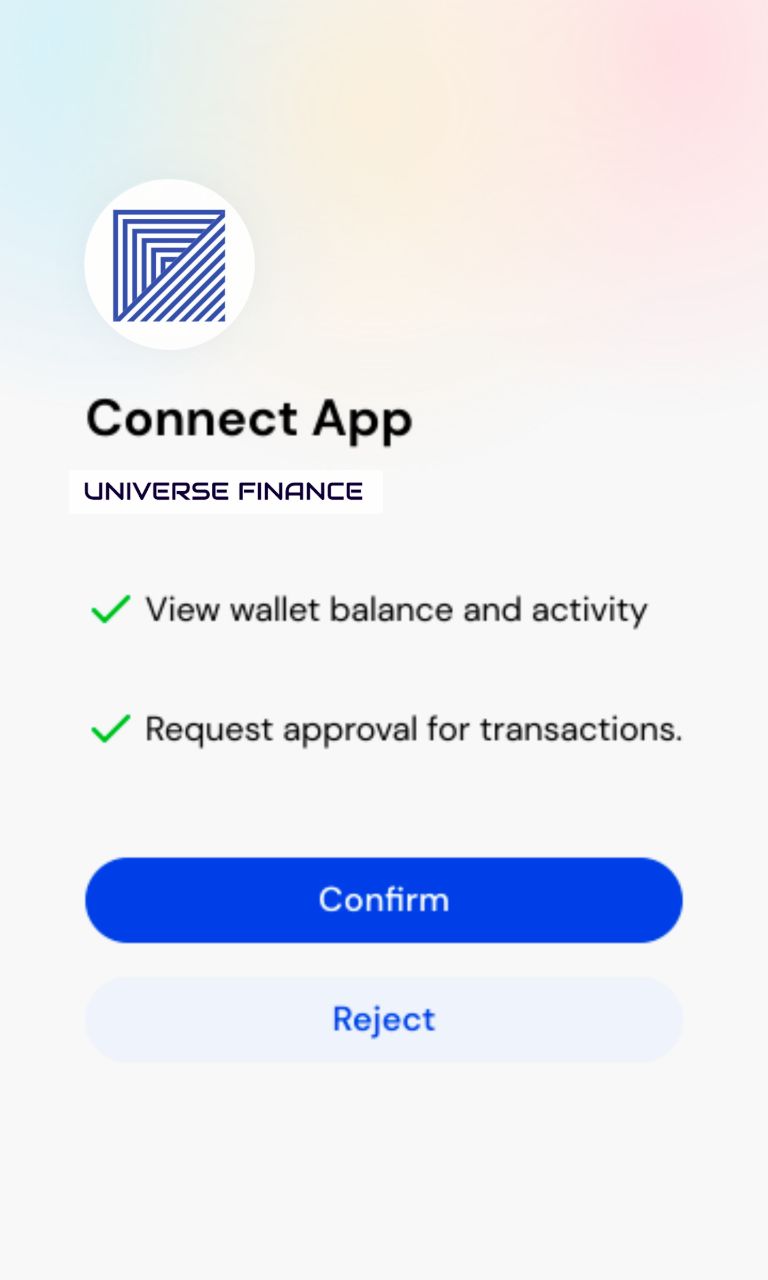 Connect App
UNIVERSE FINANCE
View wallet balance and activity
Request approval for transactions.
Confirm
Reject